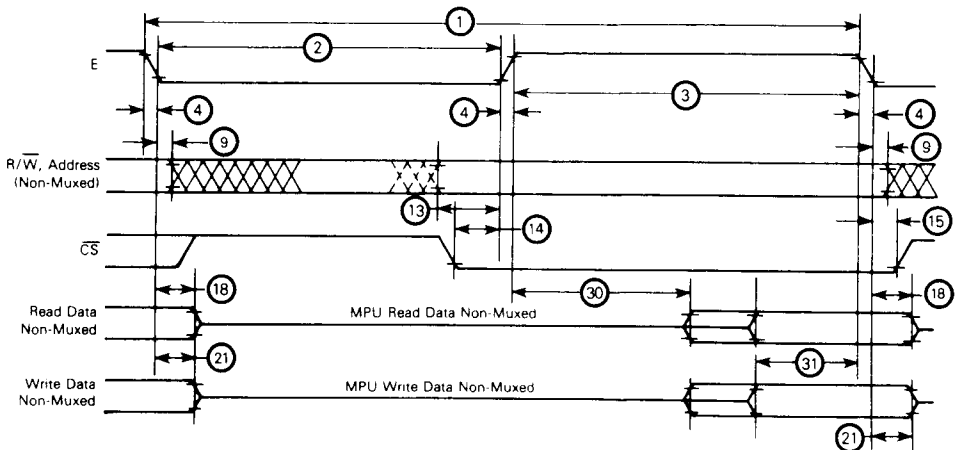 1
2
E
3
4
4
4
9
9
R/W̅, Address
(Non-Muxed)
13
14
15
C̅S̅
18
30
18
Read Data
Non-Muxed
MPU Read Data Non-Muxed
21
31
Write Data
Non-Muxed
MPU Write Data Non-Muxed
21